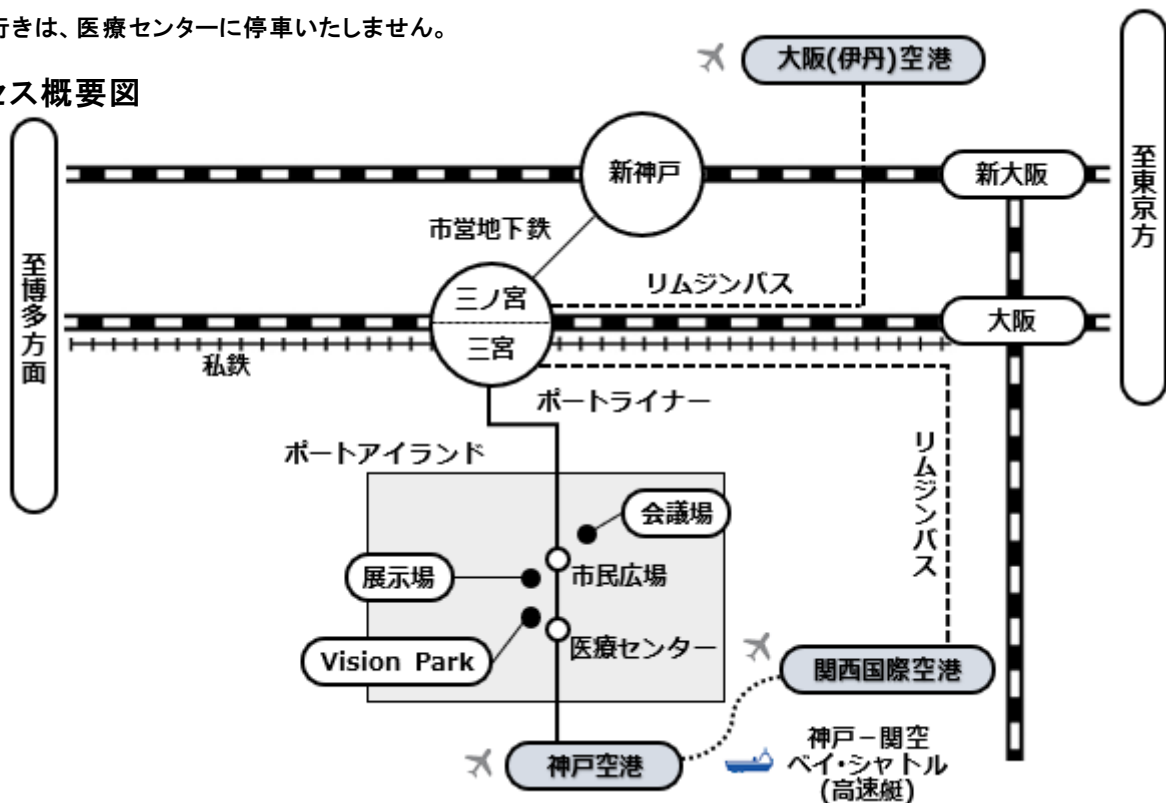 行きは、医療センターに停車いたしません。
セス概要図
大阪(伊丹)空港
至東京方
至博多方面
新神戸
新大阪
市営地下鉄
リムジンバス
三ノ宮
三宮
大阪
私鉄
ポートライナー
ポートアイランド
リムジンバス
会議場
展示場
市民広場
Vision Park
医療センター
関西国際空港
神戸空港
神戸－関空
ベイ・シャトル
(高速艇)